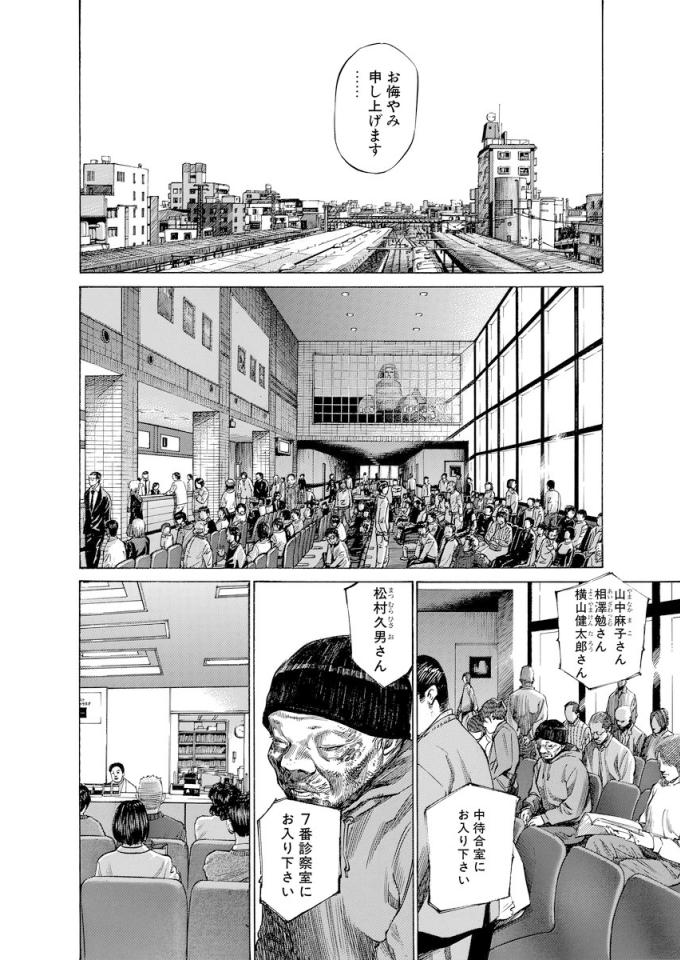 お悔やみ
申し上げます
……
山中麻子さん
相澤勉さん
横山健太郎さん
中待合室に
お入り下さい
松村久男さん
7番診察室に
お入り下さい